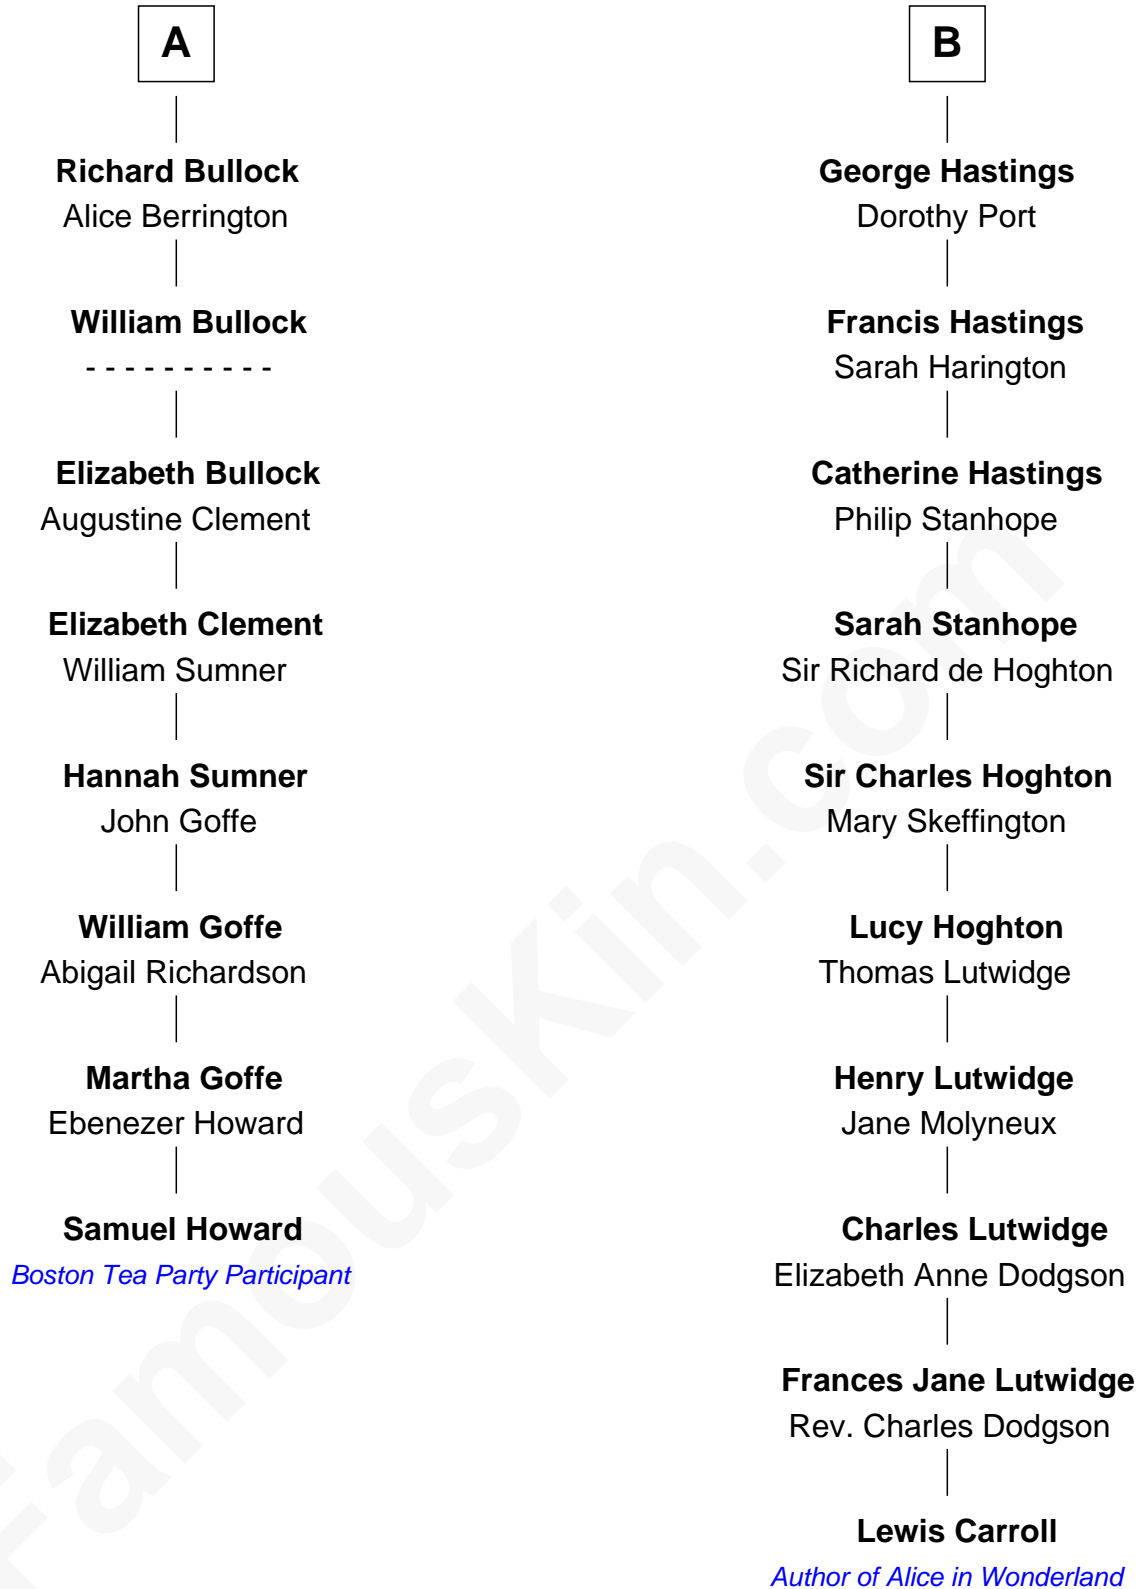 A
Richard Bullock
Alice Berrington
William Bullock
- - - - - - - - - -
Elizabeth Bullock
Augustine Clement
Elizabeth Clement
William Sumner
Hannah Sumner
John Goffe
William Goffe
Abigail Richardson
Martha Goffe
Ebenezer Howard
Samuel Howard
Boston Tea Party Participant
B
George Hastings
Dorothy Port
Francis Hastings
Sarah Harington
Catherine Hastings
Philip Stanhope
Sarah Stanhope
Sir Richard de Hoghton
Sir Charles Hoghton
Mary Skeffington
Lucy Hoghton
Thomas Lutwidge
Henry Lutwidge
Jane Molyneux
Charles Lutwidge
Elizabeth Anne Dodgson
Frances Jane Lutwidge
Rev. Charles Dodgson
Lewis Carroll
Author of Alice in Wonderland
FamousKin.com